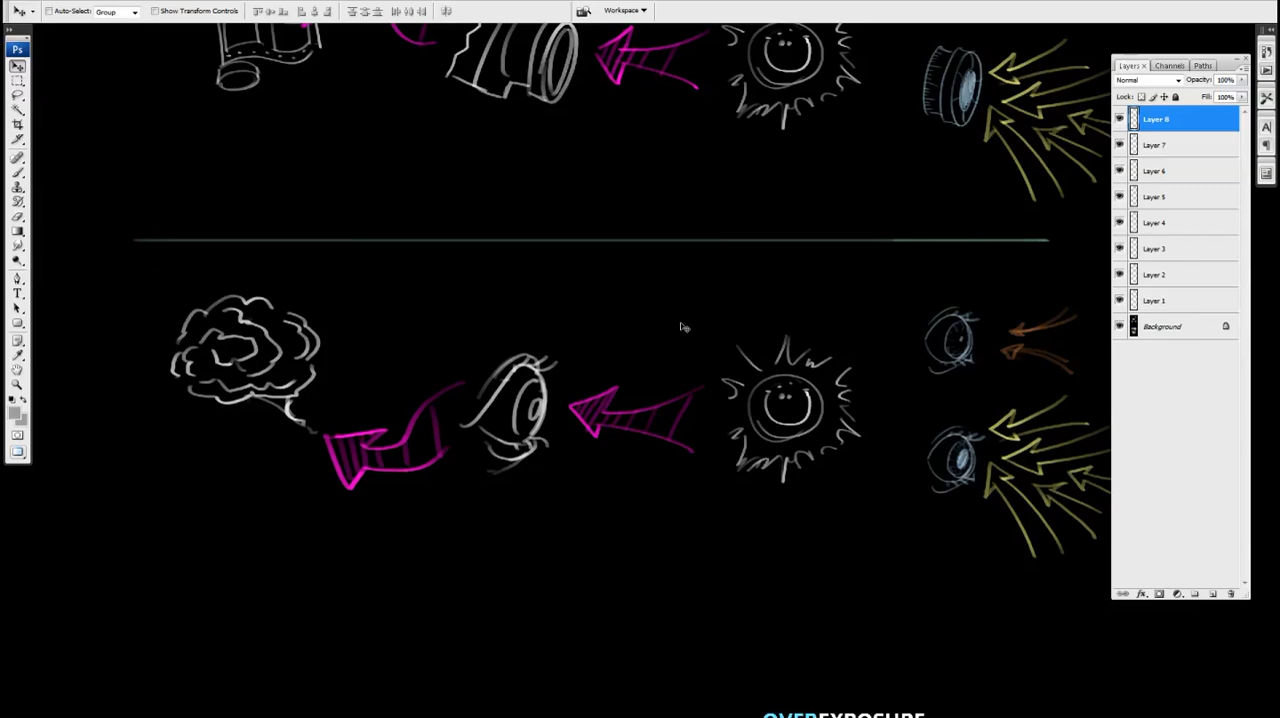 Auto-Select: Group Show Transform Controls Workspace
Ps
Layers x Channels Paths
Normal Opacity: 100%
Lock: Fill: 100%
Layer 8
Layer 7
Layer 6
Layer 5
Layer 4
Layer 3
Layer 2
Layer 1
Background
OVEREXPOSURE